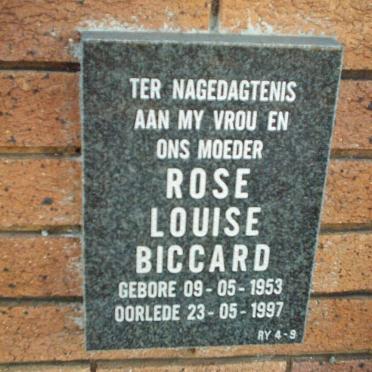 TER NAGEDAGTENIS
AAN MY VROU EN
ONS MOEDER
ROSE
LOUISE
BICCARD
GEBORE 09-05-1953
OORLEDE 23-05-1997
RY 4-9